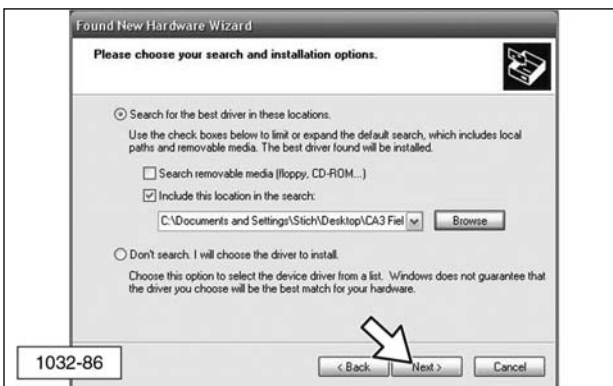 Found New Hardware Wizard
Please choose your search and installation options.
Search for the best driver in these locations.
Use the check boxes below to limit or expand the default search, which includes local
paths and removable media. The best driver found will be installed.
Search removable media (floppy, CD-ROM...)
Include this location in the search:
C:\Documents and Settings\Stich\Desktop\CA3 Fiel
Browse
Don't search. I will choose the driver to install.
Choose this option to select the device driver from a list. Windows does not guarantee that
the driver you choose will be the best match for your hardware.
1032-86
< Back Next > Cancel